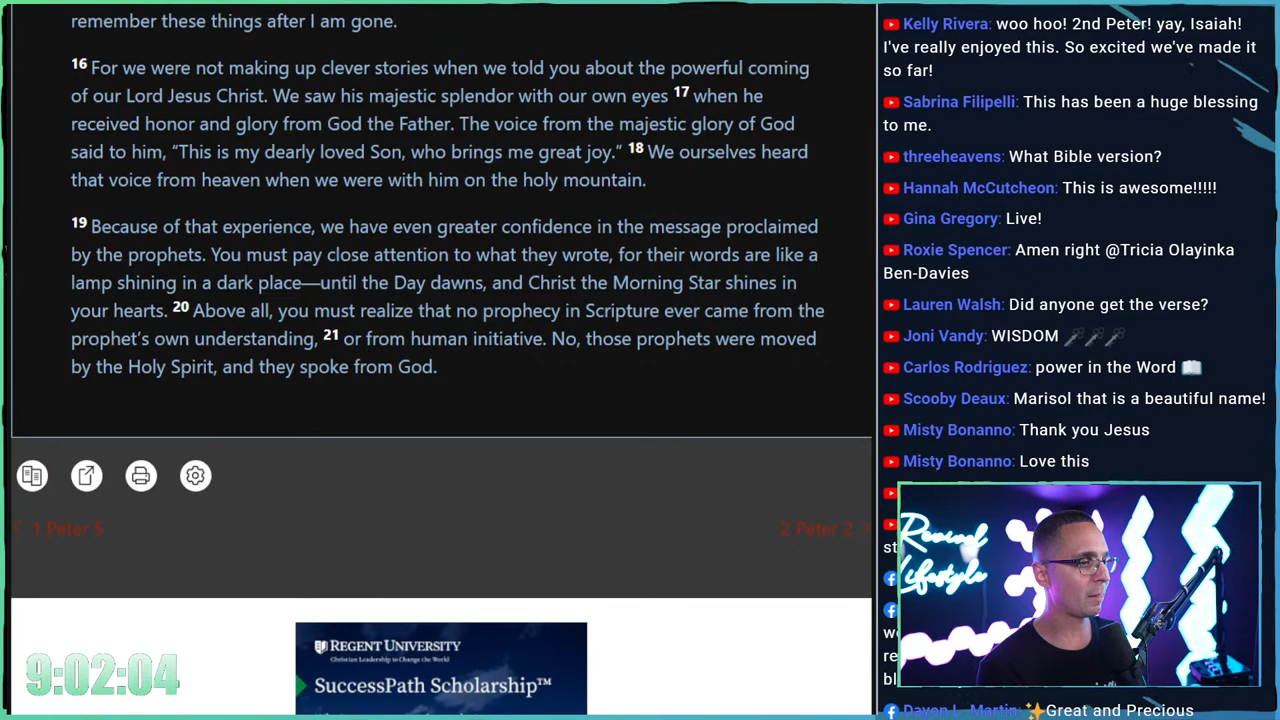 remember these things after I am gone.
16 For we were not making up clever stories when we told you about the powerful coming
of our Lord Jesus Christ. We saw his majestic splendor with our own eyes 17 when he
received honor and glory from God the Father. The voice from the majestic glory of God
said to him, “This is my dearly loved Son, who brings me great joy.” 18 We ourselves heard
that voice from heaven when we were with him on the holy mountain.
19 Because of that experience, we have even greater confidence in the message proclaimed
by the prophets. You must pay close attention to what they wrote, for their words are like a
lamp shining in a dark place—until the Day dawns, and Christ the Morning Star shines in
your hearts. 20 Above all, you must realize that no prophecy in Scripture ever came from the
prophet’s own understanding, 21 or from human initiative. No, those prophets were moved
by the Holy Spirit, and they spoke from God.
< 1 Peter 5
2 Peter 2 >
REGENT UNIVERSITY
Christian Leadership to Change the World
SuccessPath Scholarship™
9:02:04
Kelly Rivera: woo hoo! 2nd Peter! yay, Isaiah!
I've really enjoyed this. So excited we've made it
so far!
Sabrina Filipelli: This has been a huge blessing
to me.
threeheavens: What Bible version?
Hannah McCutcheon: This is awesome!!!!!
Gina Gregory: Live!
Roxie Spencer: Amen right @Tricia Olayinka
Ben-Davies
Lauren Walsh: Did anyone get the verse?
Joni Vandy: WISDOM
Carlos Rodriguez: power in the Word
Scooby Deaux: Marisol that is a beautiful name!
Misty Bonanno: Thank you Jesus
Misty Bonanno: Love this
Revival
Lifestyle
Dayon L. Martin: ✨Great and Precious